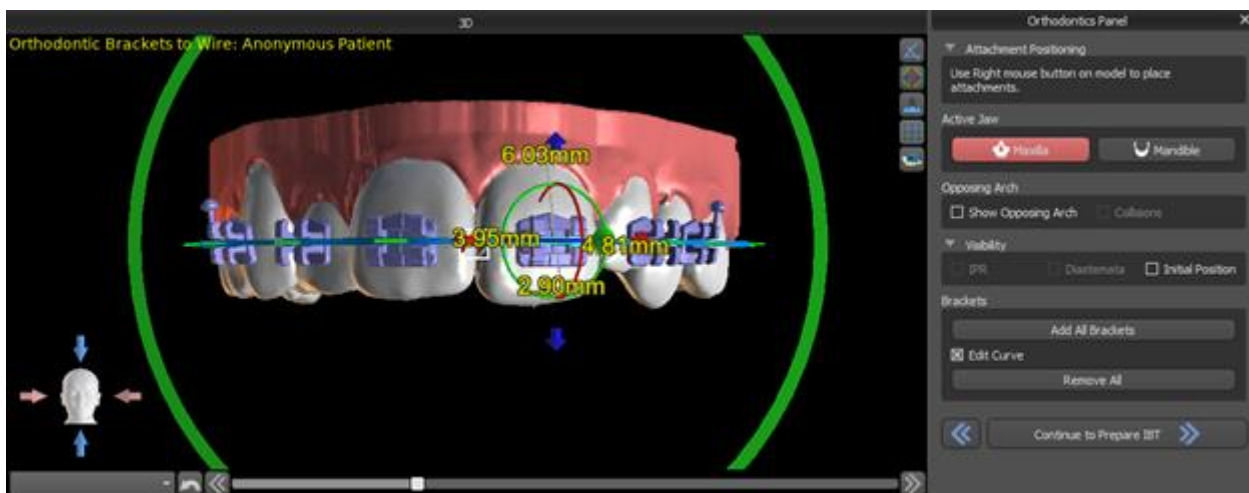 3D
Orthodontics Panel
Orthodontic Brackets to Wire: Anonymous Patient
Attachment Positioning
Use Right mouse button on model to place
attachments.
Active Jaw
Maxilla
Mandible
6.03mm
Opposing Arch
Show Opposing Arch
Collisions
3.95mm
4.81mm
Visibility
IPR
Diastemata
Initial Position
2.90mm
Brackets
Add All Brackets
Edit Curve
Remove All
Continue to Prepare IBT